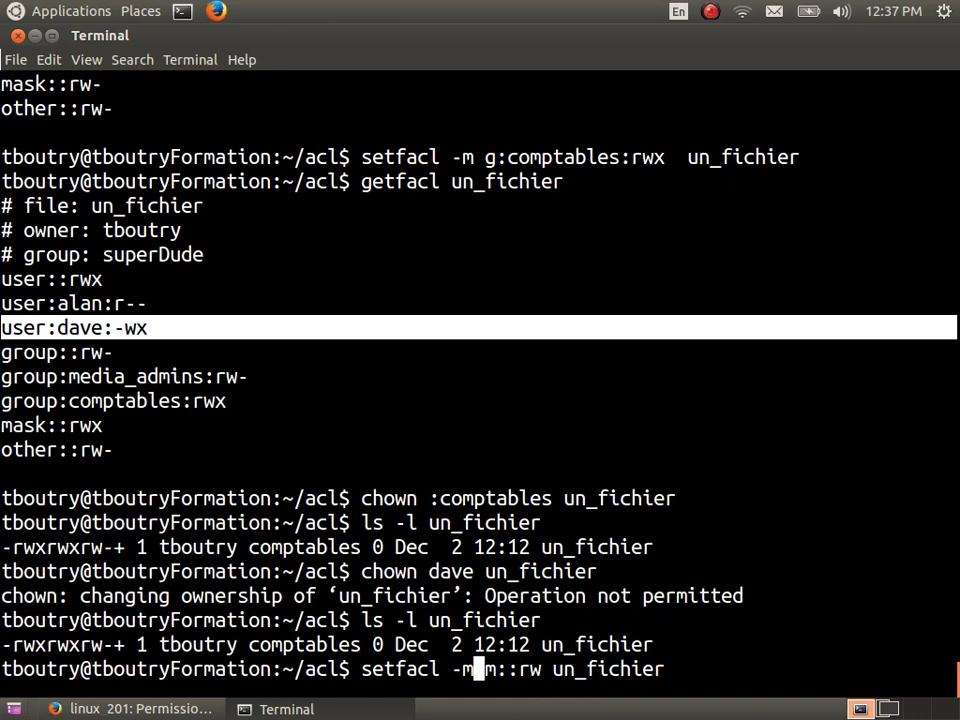 Applications Places En 12:37 PM
Terminal
File Edit View Search Terminal Help
mask::rw-
other::rw-
tboutry@tboutryFormation:~/acl$ setfacl -m g:comptables:rwx  un_fichier
tboutry@tboutryFormation:~/acl$ getfacl un_fichier
# file: un_fichier
# owner: tboutry
# group: superDude
user::rwx
user:alan:r--
user:dave:-wx
group::rw-
group:media_admins:rw-
group:comptables:rwx
mask::rwx
other::rw-
tboutry@tboutryFormation:~/acl$ chown :comptables un_fichier
tboutry@tboutryFormation:~/acl$ ls -l un_fichier
-rwxrwxrw-+ 1 tboutry comptables 0 Dec  2 12:12 un_fichier
tboutry@tboutryFormation:~/acl$ chown dave un_fichier
chown: changing ownership of ‘un_fichier’: Operation not permitted
tboutry@tboutryFormation:~/acl$ ls -l un_fichier
-rwxrwxrw-+ 1 tboutry comptables 0 Dec  2 12:12 un_fichier
tboutry@tboutryFormation:~/acl$ setfacl -m m::rw un_fichier
linux_201: Permissio... Terminal